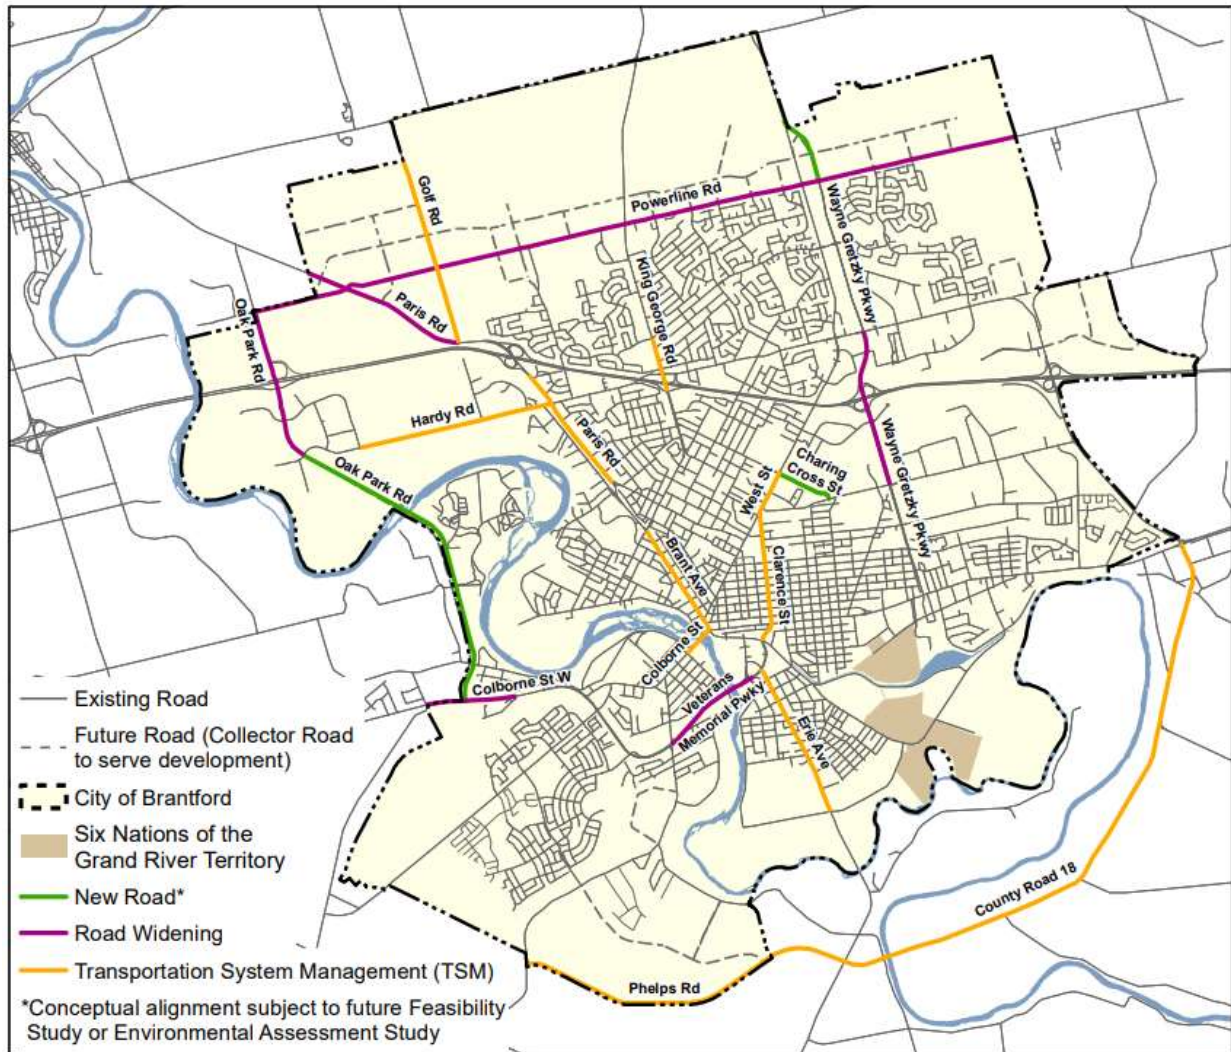 Golf Rd
Powerline Rd
Wayne Gretzky Pkwy
King George Rd
Oak Park Rd
Paris Rd
Hardy Rd
Paris Rd
Oak Park Rd
Charing
Cross St
West St
Wayne Gretzky Pkwy
Brant Ave
Clarence St
Colborne St
Colborne St W
Veterans
Memorial Pwky
Erie Ave
County Road 18
Phelps Rd
Existing Road
Future Road (Collector Road
to serve development)
City of Brantford
Six Nations of the
Grand River Territory
New Road*
Road Widening
Transportation System Management (TSM)
*Conceptual alignment subject to future Feasibility
Study or Environmental Assessment Study